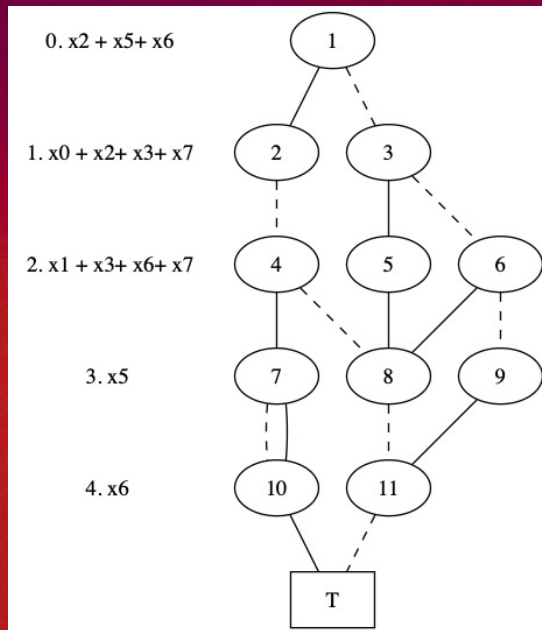 0. x2 + x5+ x6
1
1. x0 + x2+ x3+ x7
2
3
2. x1 + x3+ x6+ x7
4
5
6
3. x5
7
8
9
4. x6
10
11
T